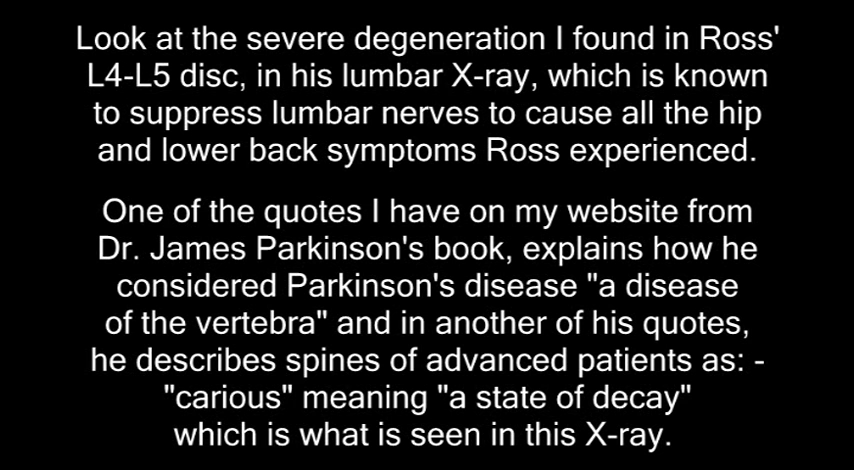 Look at the severe degeneration I found in Ross'
L4-L5 disc, in his lumbar X-ray, which is known
to suppress lumbar nerves to cause all the hip
and lower back symptoms Ross experienced.
One of the quotes I have on my website from
Dr. James Parkinson's book, explains how he
considered Parkinson's disease "a disease
of the vertebra" and in another of his quotes,
he describes spines of advanced patients as: -
"carious" meaning "a state of decay"
which is what is seen in this X-ray.